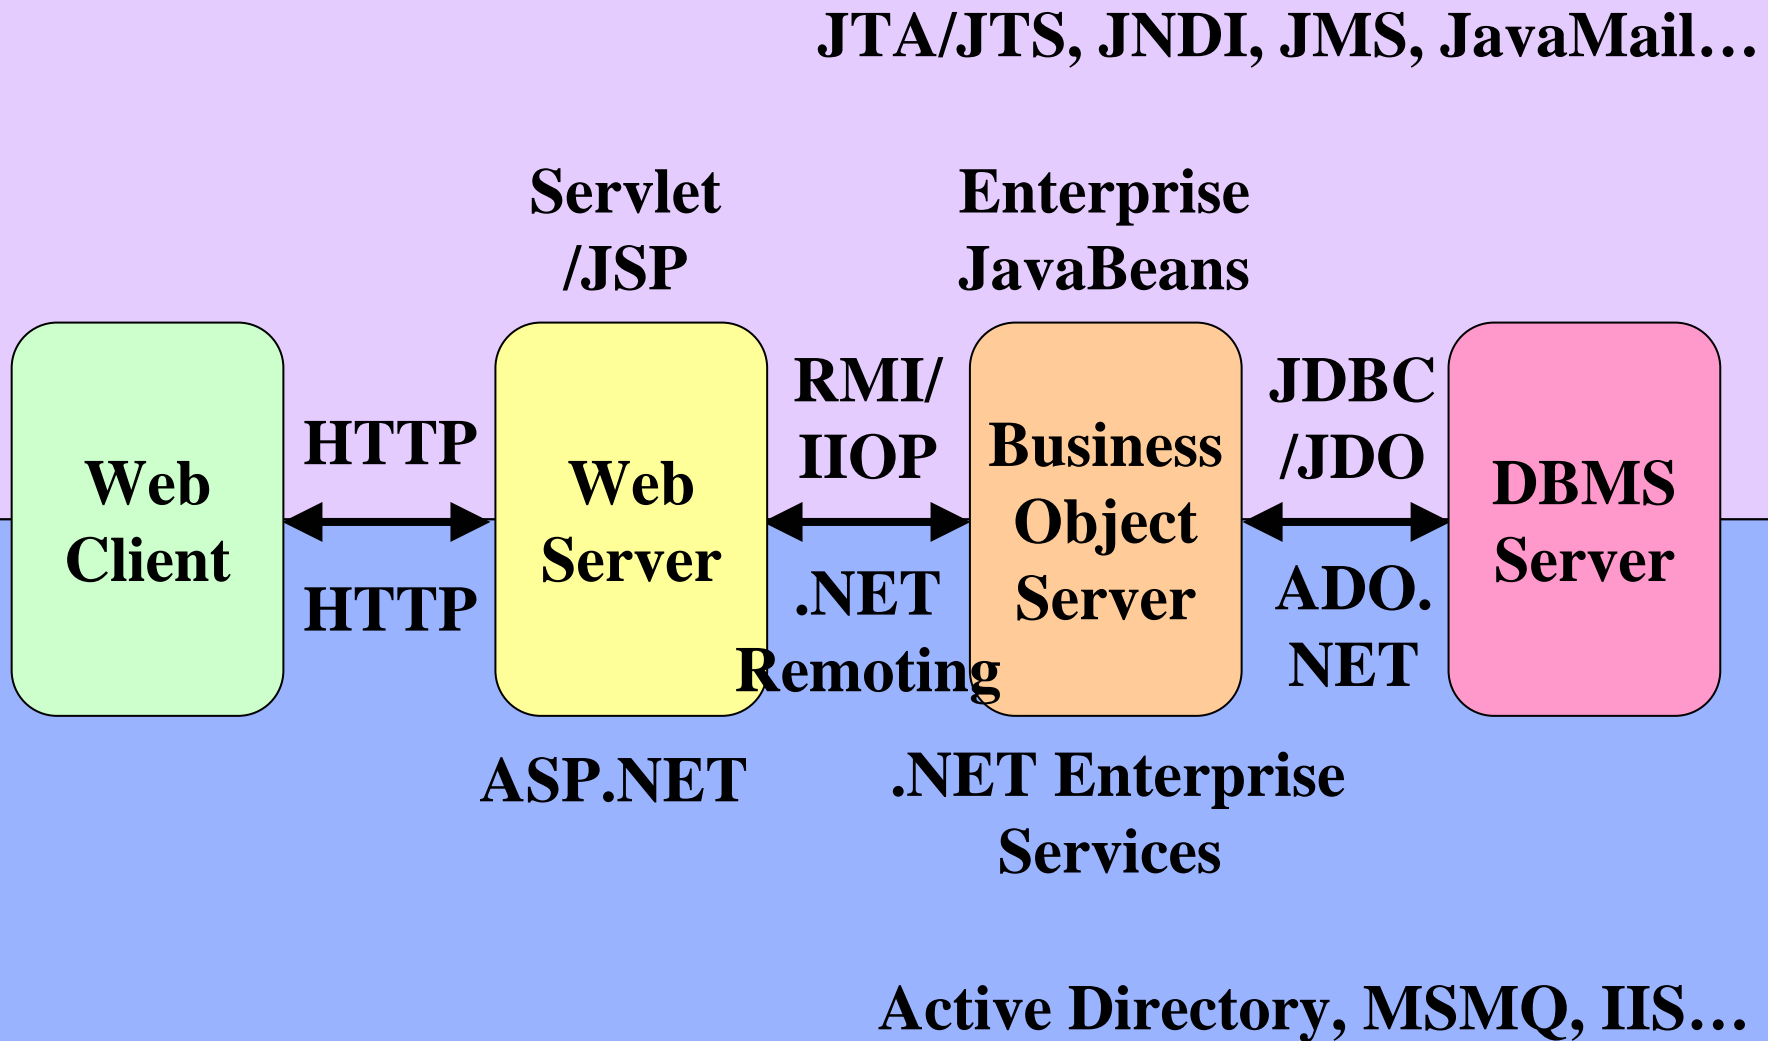 JTA/JTS, JNDI, JMS, JavaMail…
Servlet
/JSP
Enterprise
JavaBeans
Web
Client
HTTP
HTTP
Web
Server
RMI/
IIOP
.NET
Remoting
Business
Object
Server
JDBC
/JDO
ADO.
NET
DBMS
Server
ASP.NET
.NET Enterprise
Services
Active Directory, MSMQ, IIS…